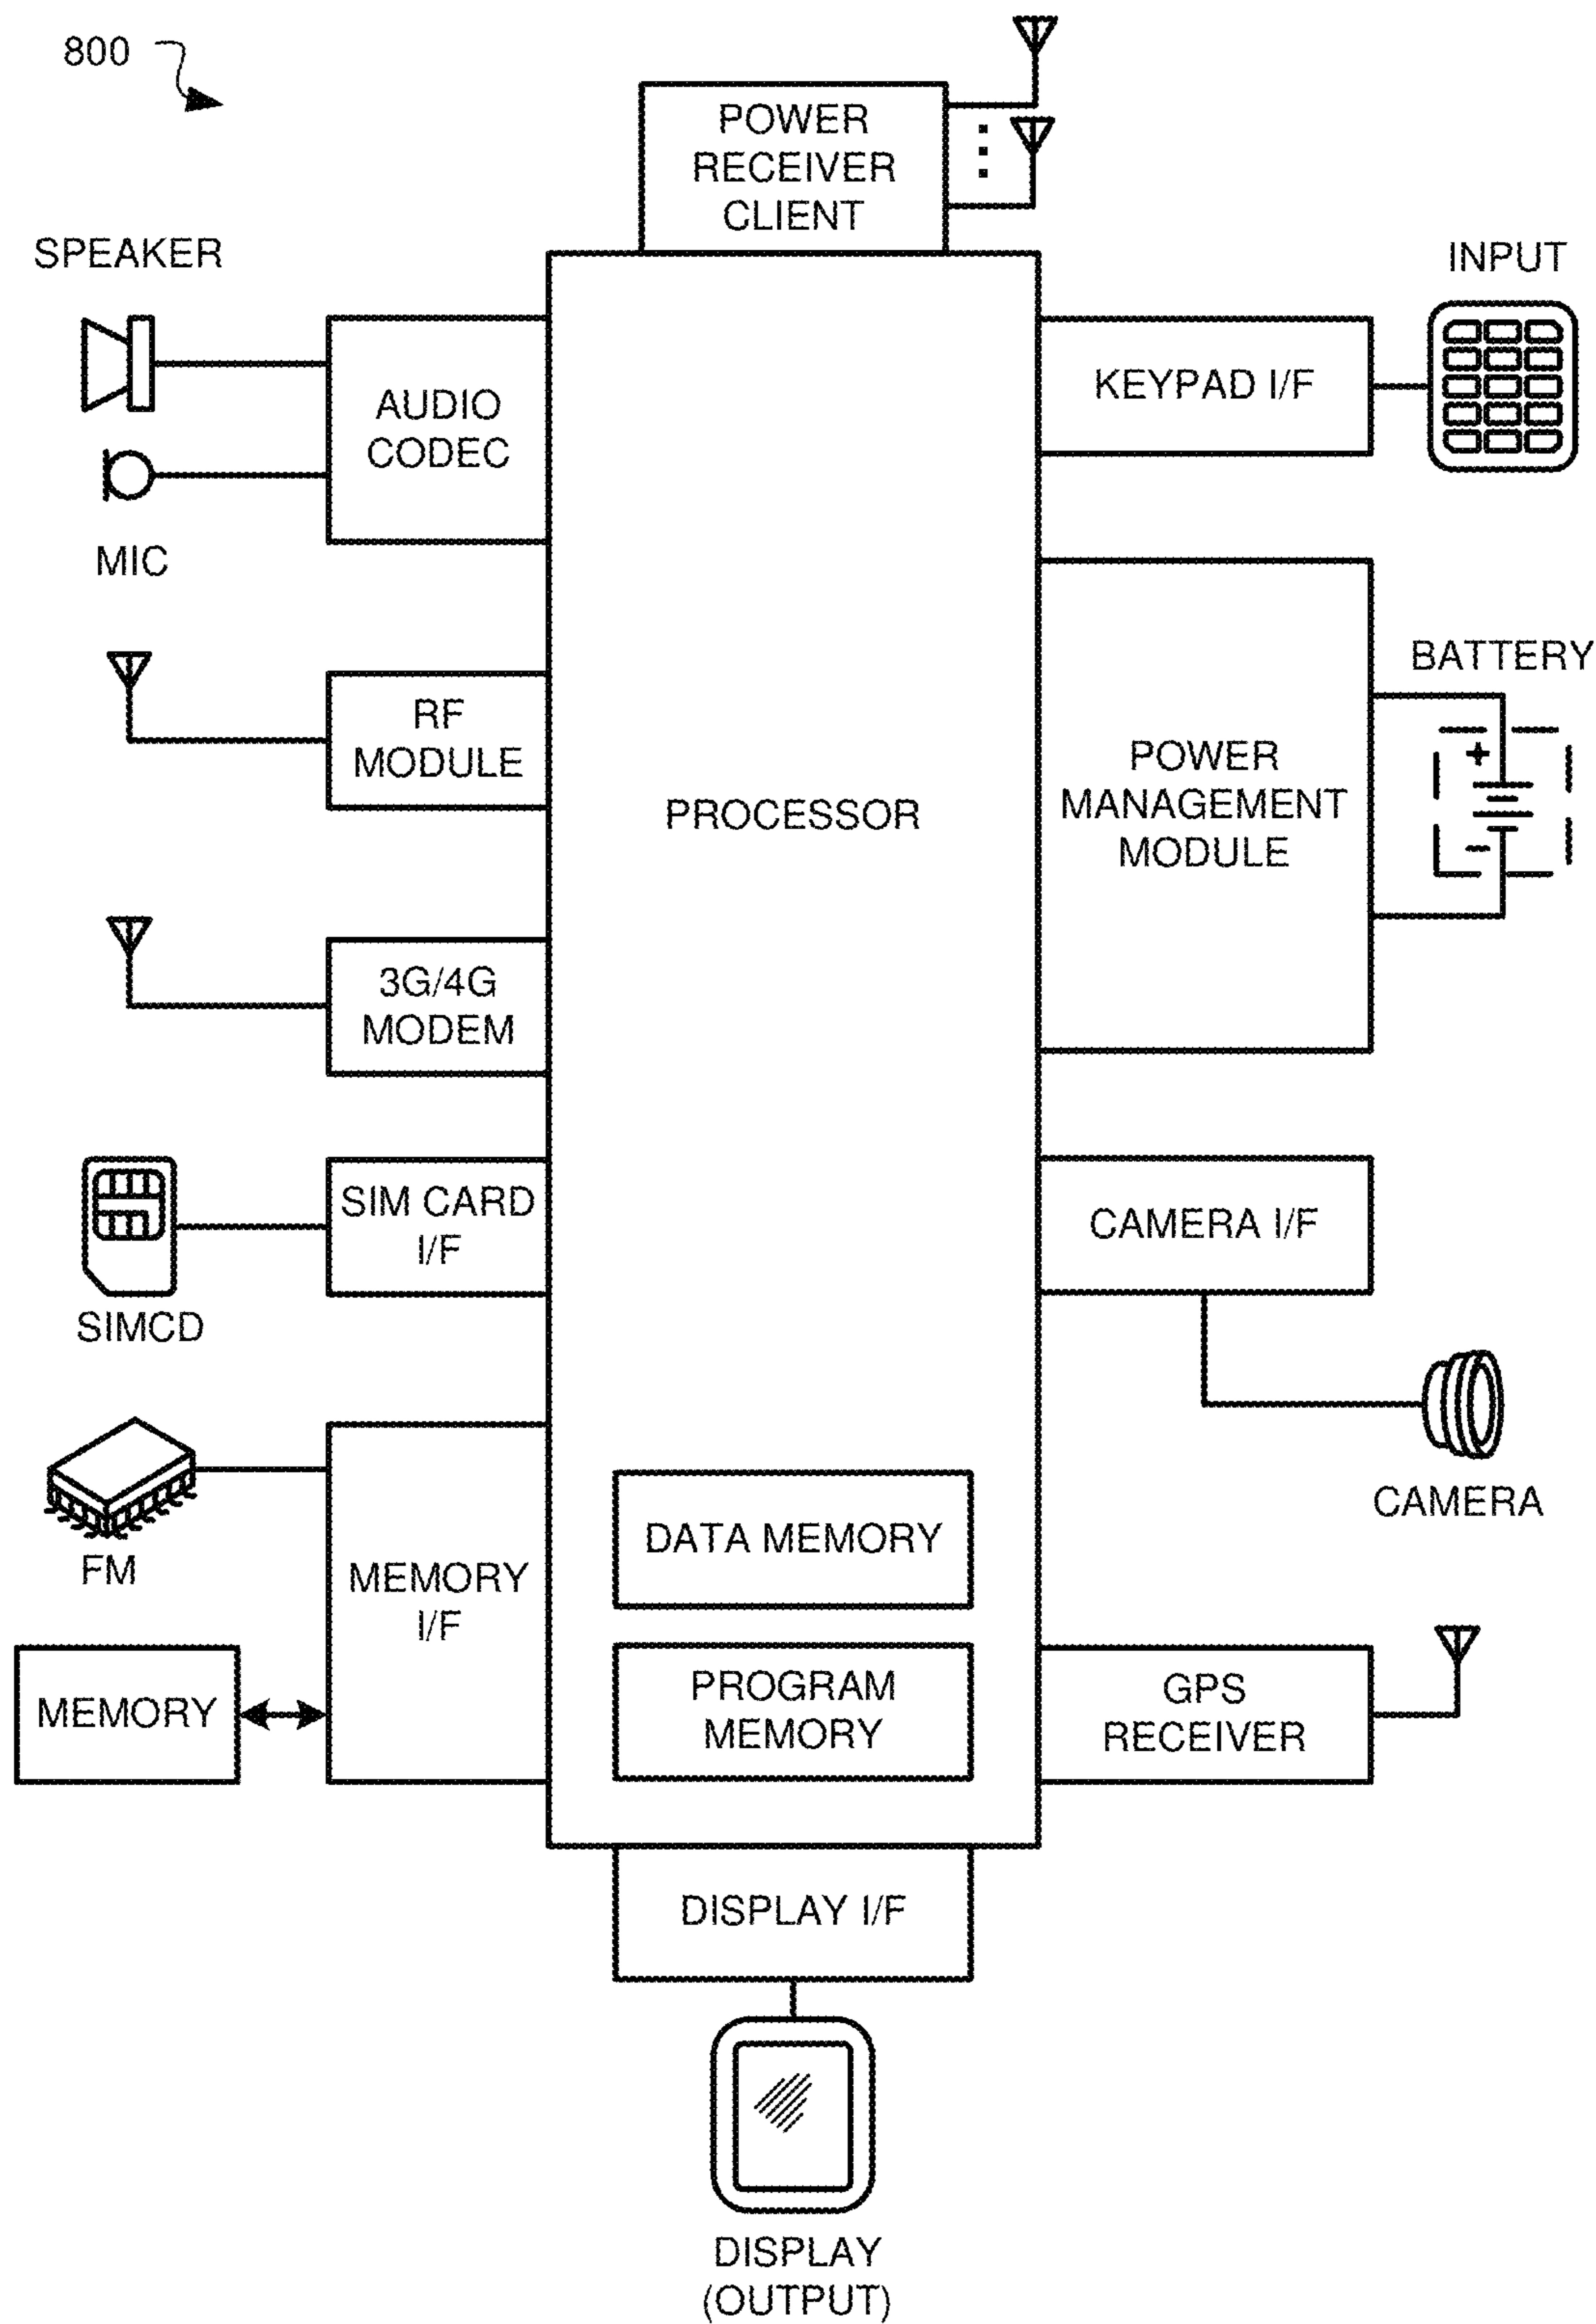 800
POWER
RECEIVER
CLIENT
SPEAKER
INPUT
AUDIO
CODEC
KEYPAD I/F
MIC
BATTERY
RF
MODULE
PROCESSOR
POWER
MANAGEMENT
MODULE
+
-
3G/4G
MODEM
SIM CARD
I/F
CAMERA I/F
SIMCD
CAMERA
FM
MEMORY
I/F
DATA MEMORY
MEMORY
PROGRAM
MEMORY
GPS
RECEIVER
DISPLAY I/F
DISPLAY
(OUTPUT)